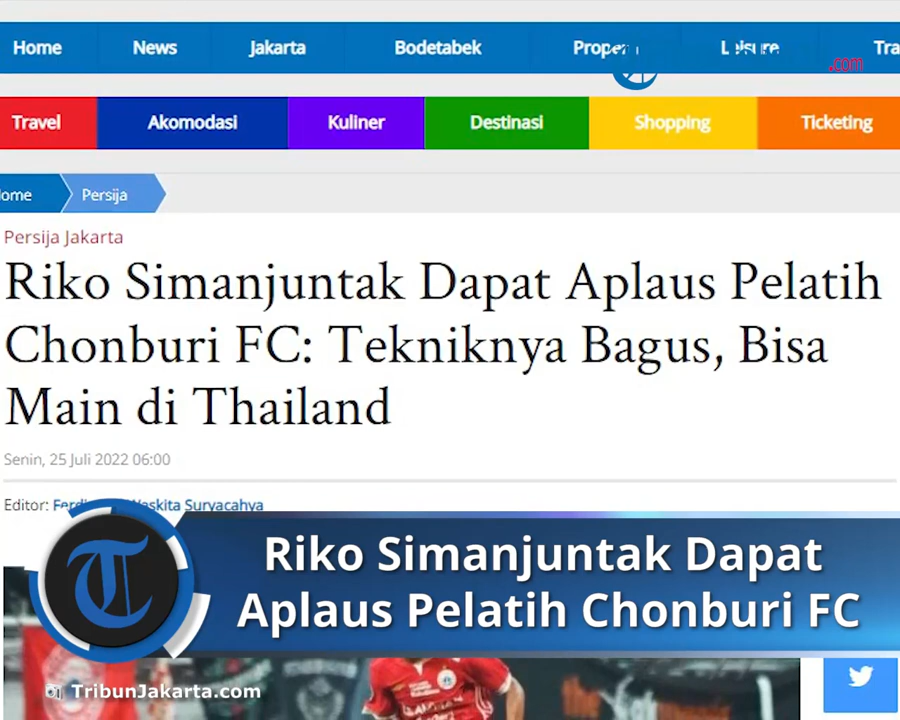 Home News Jakarta Bodetabek
.com
Travel Akomodasi Kuliner Destinasi Shopping Ticketing
Persija
Persija Jakarta
Riko Simanjuntak Dapat Aplaus Pelatih
Chonburi FC: Tekniknya Bagus, Bisa
Main di Thailand
Senin, 25 Juli 2022 06:00
Editor: Suryacahya
Riko Simanjuntak Dapat
Aplaus Pelatih Chonburi FC
T
TribunJakarta.com